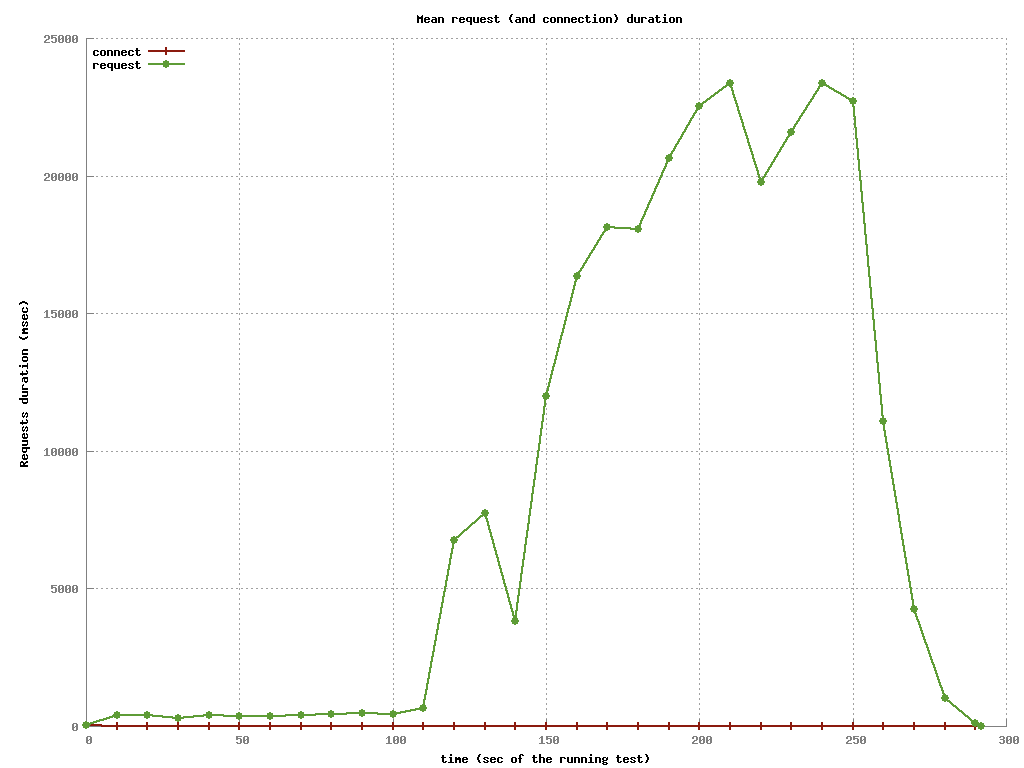 Mean request (and connection) duration
25000
connect
request
20000
15000
Requests duration (msec)
10000
5000
0
0 50 100 150 200 250 300
time (sec of the running test)